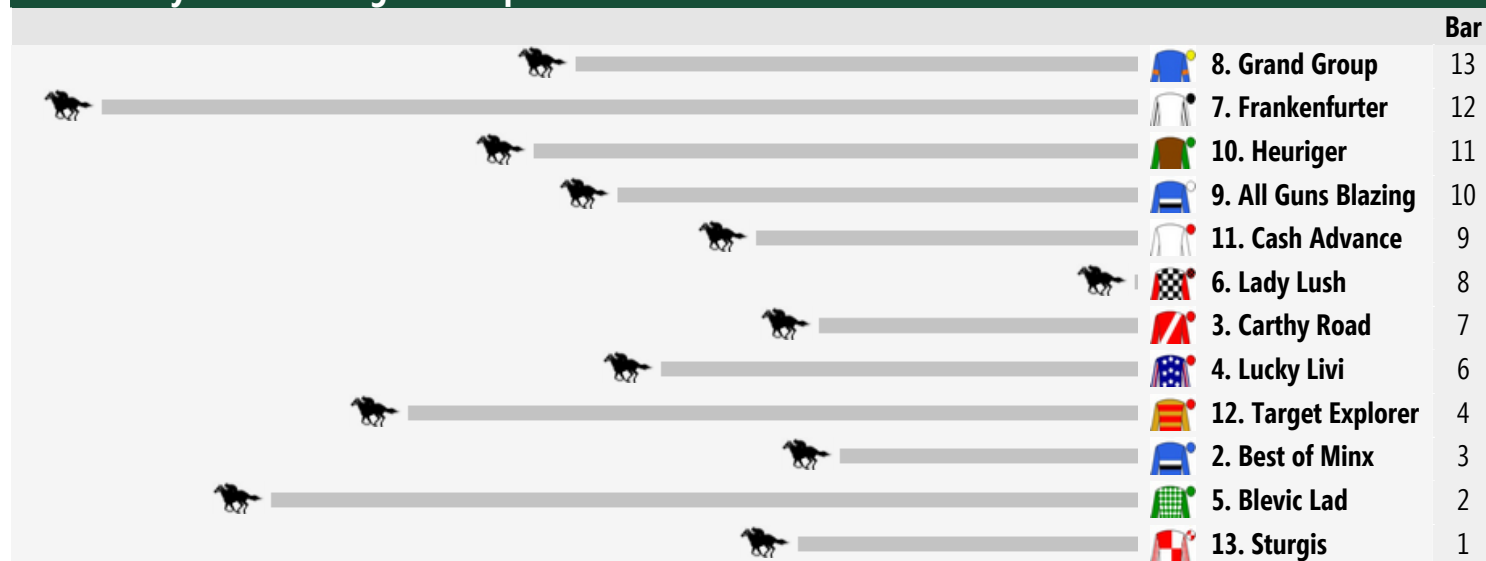 Bar
8. Grand Group 13
7. Frankenfurter 12
10. Heuriger 11
9. All Guns Blazing 10
11. Cash Advance 9
6. Lady Lush 8
3. Carthy Road 7
4. Lucky Livi 6
12. Target Explorer 4
2. Best of Minx 3
5. Blevic Lad 2
13. Sturgis 1